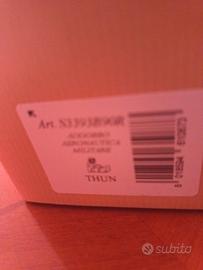 Art. S3393B90R
ADDOBBO
AERONAUTICA
MILITARE
THUN
subito